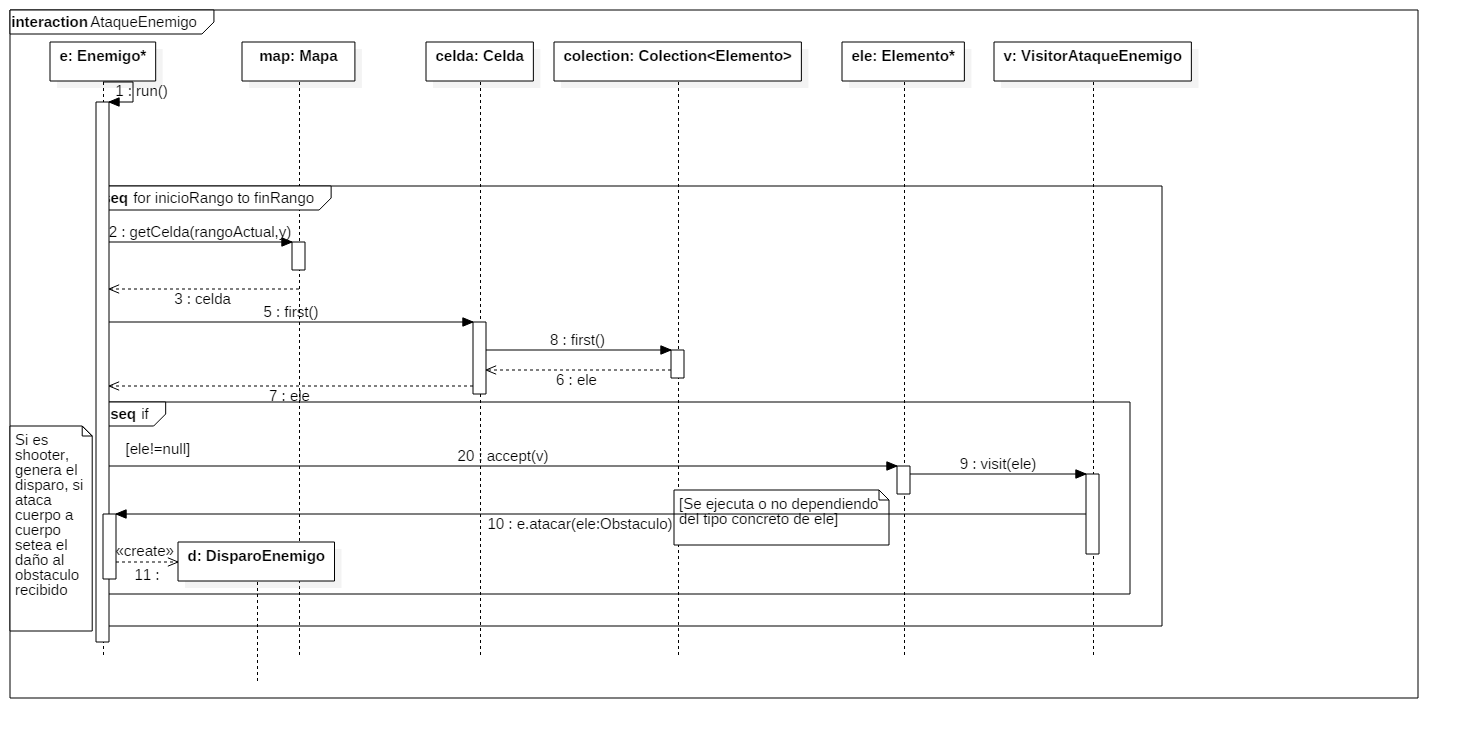 interaction AtaqueEnemigo
e: Enemigo*
map: Mapa
celda: Celda
colection: Colection<Elemento>
ele: Elemento*
v: VisitorAtaqueEnemigo
1 : run()
seq for inicioRango to finRango
2 : getCelda(rangoActual,y)
3 : celda
5 : first()
8 : first()
6 : ele
7 : ele
seq if
[ele!=null]
20 : accept(v)
9 : visit(ele)
Si es
shooter,
genera el
disparo, si
ataca
cuerpo a
cuerpo
setea el
daño al
obstaculo
recibido
[Se ejecuta o no dependiendo
del tipo concreto de ele]
10 : e.atacar(ele:Obstaculo)
«create»
11 :
d: DisparoEnemigo